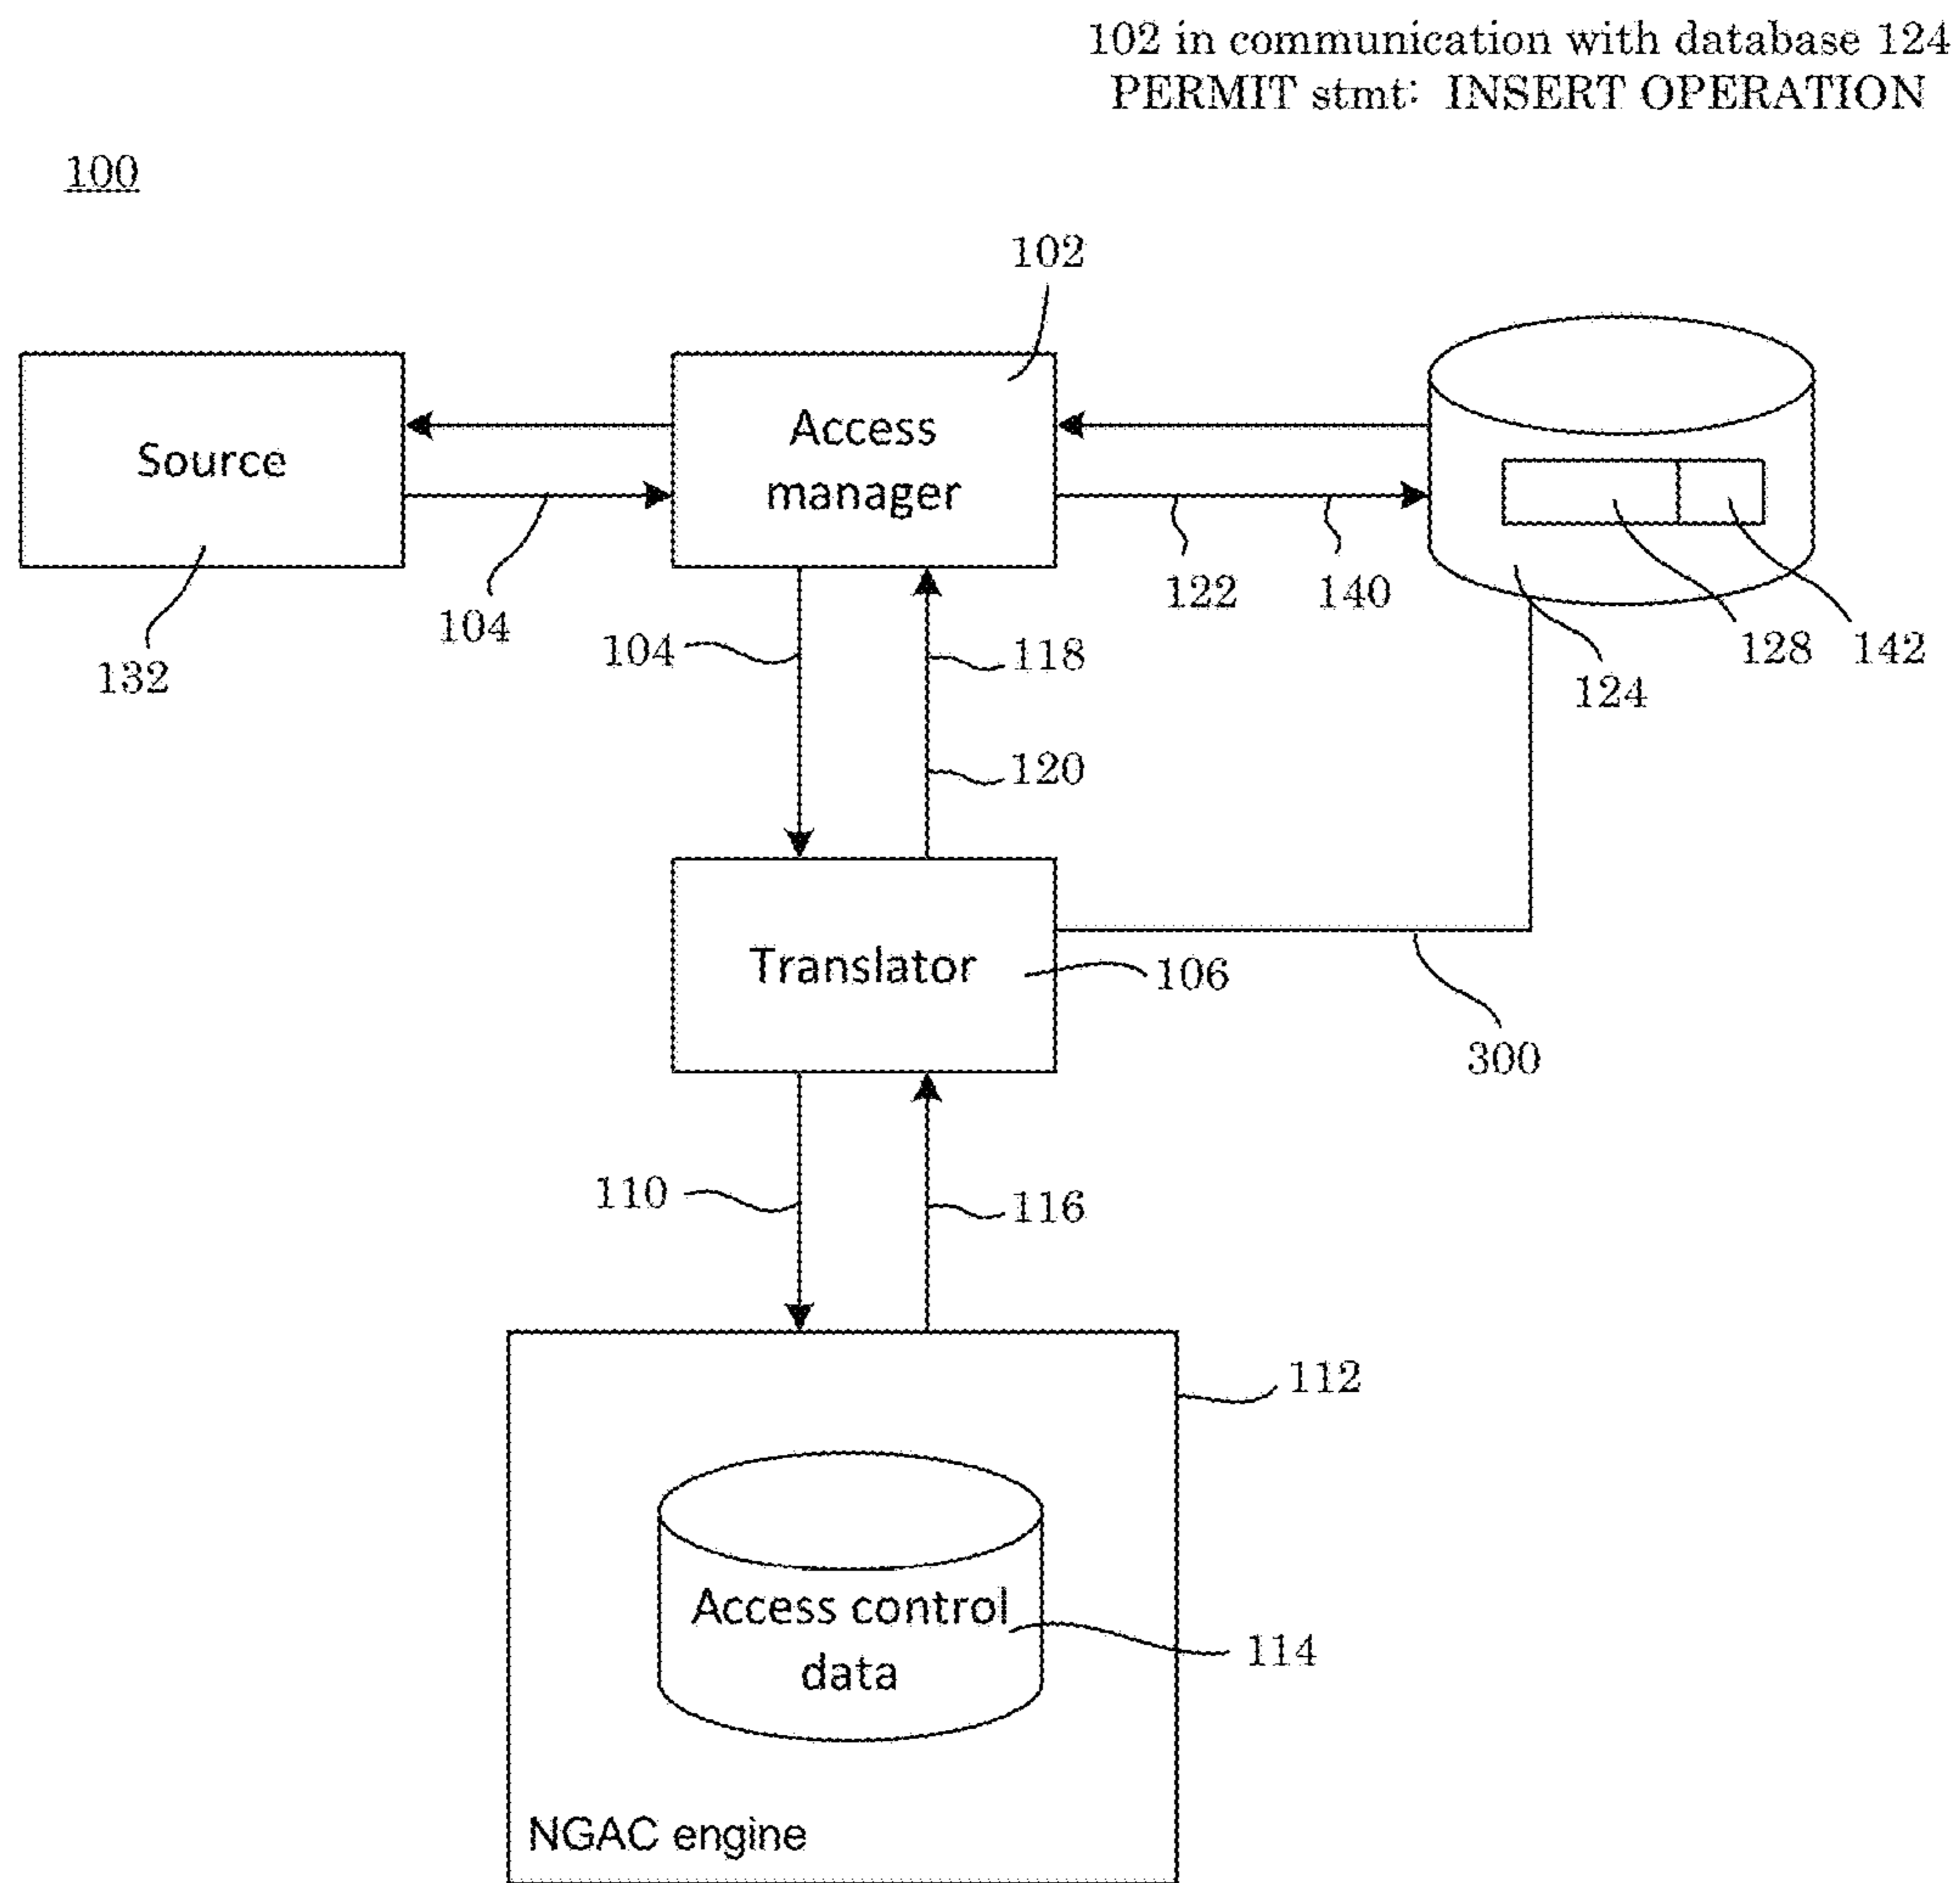 102 in communication with database 124
PERMIT stmt: INSERT OPERATION
100
102
Source
Access
manager
104
122
140
132
104
118
128
142
124
120
Translator
106
300
110
116
112
Access control
data
114
NGAC engine